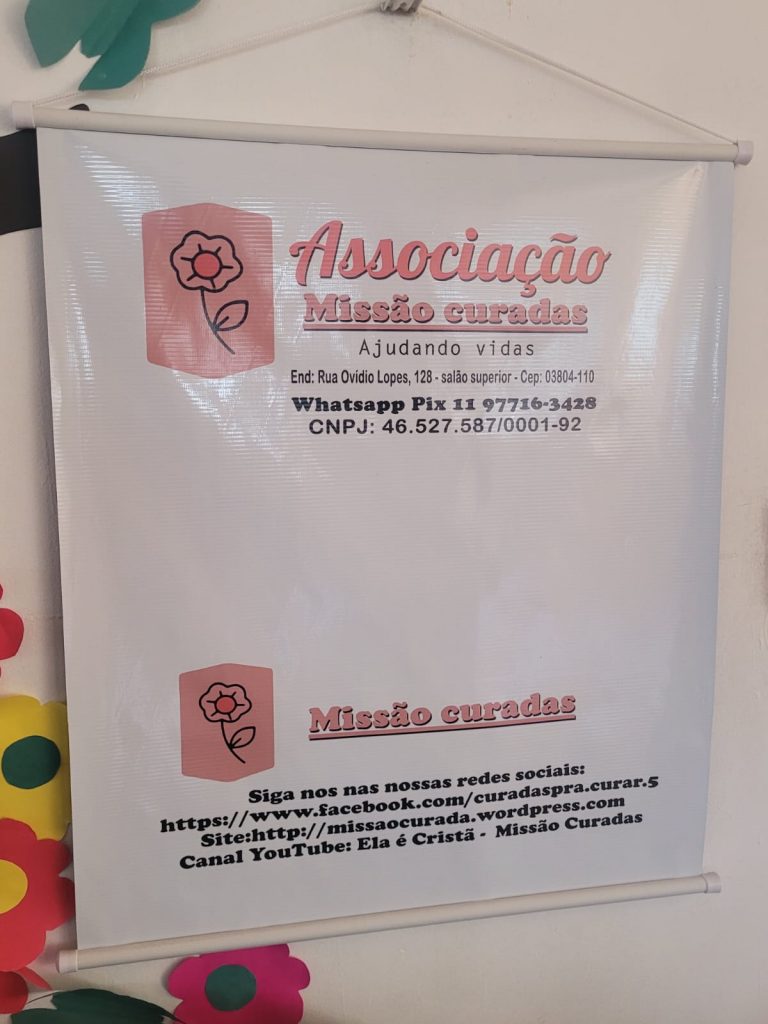 Associação
Missão curadas
Ajudando vidas
End: Rua Ovídio Lopes, 128 - salão superior - Cep: 03804-110
Whatsapp Pix 11 97716-3428
CNPJ: 46.527.587/0001-92
Missão curadas
Siga nos nas nossas redes sociais:
https://www.facebook.com/curadaspra.curar.5
Site:http://missaocurada.wordpress.com
Canal YouTube: Ela é Cristã - Missão Curadas